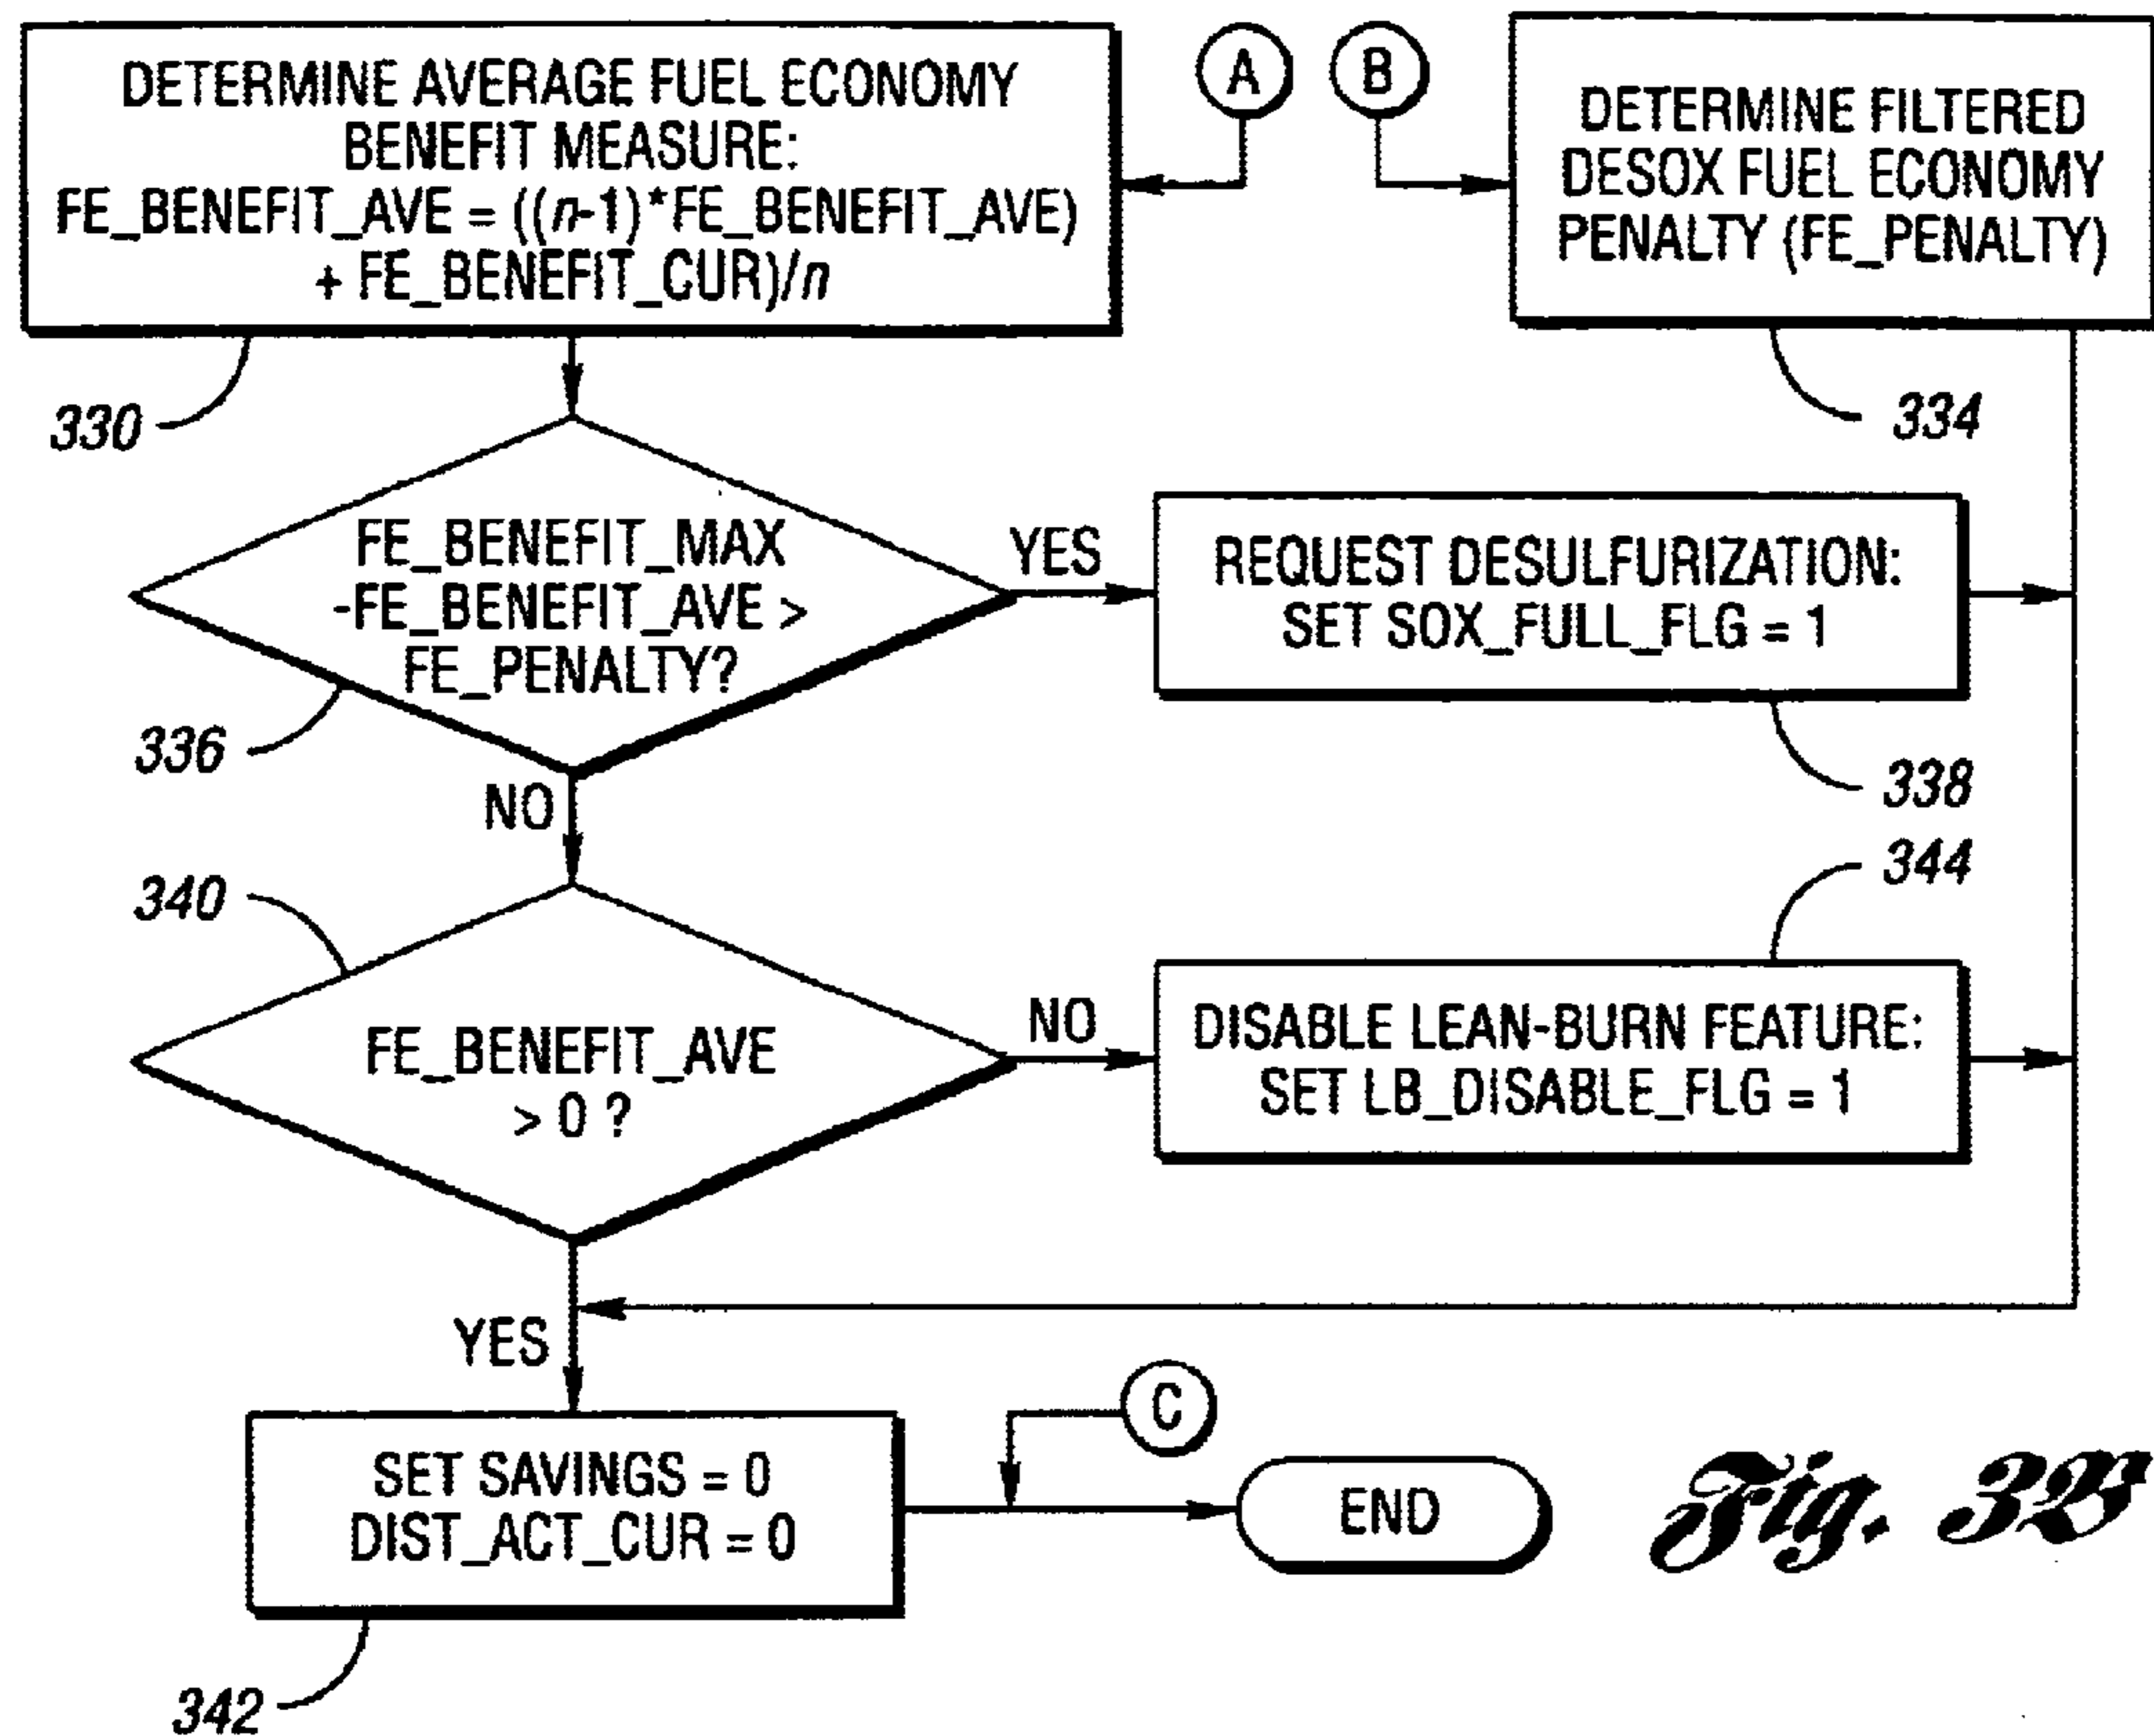 DETERMINE AVERAGE FUEL ECONOMY
BENEFIT MEASURE:
FE_BENEFIT_AVE = ((n-1)*FE_BENEFIT_AVE)
+ FE_BENEFIT_CUR)/n
A
B
DETERMINE FILTERED
DESOX FUEL ECONOMY
PENALTY (FE_PENALTY)
330
334
FE_BENEFIT_MAX
-FE_BENEFIT_AVE >
FE_PENALTY?
YES
REQUEST DESULFURIZATION:
SET SOX_FULL_FLG = 1
336
338
NO
340
344
FE_BENEFIT_AVE
> 0 ?
NO
DISABLE LEAN-BURN FEATURE:
SET LB_DISABLE_FLG = 1
YES
C
SET SAVINGS = 0
DIST_ACT_CUR = 0
END
Fig. 3B
342